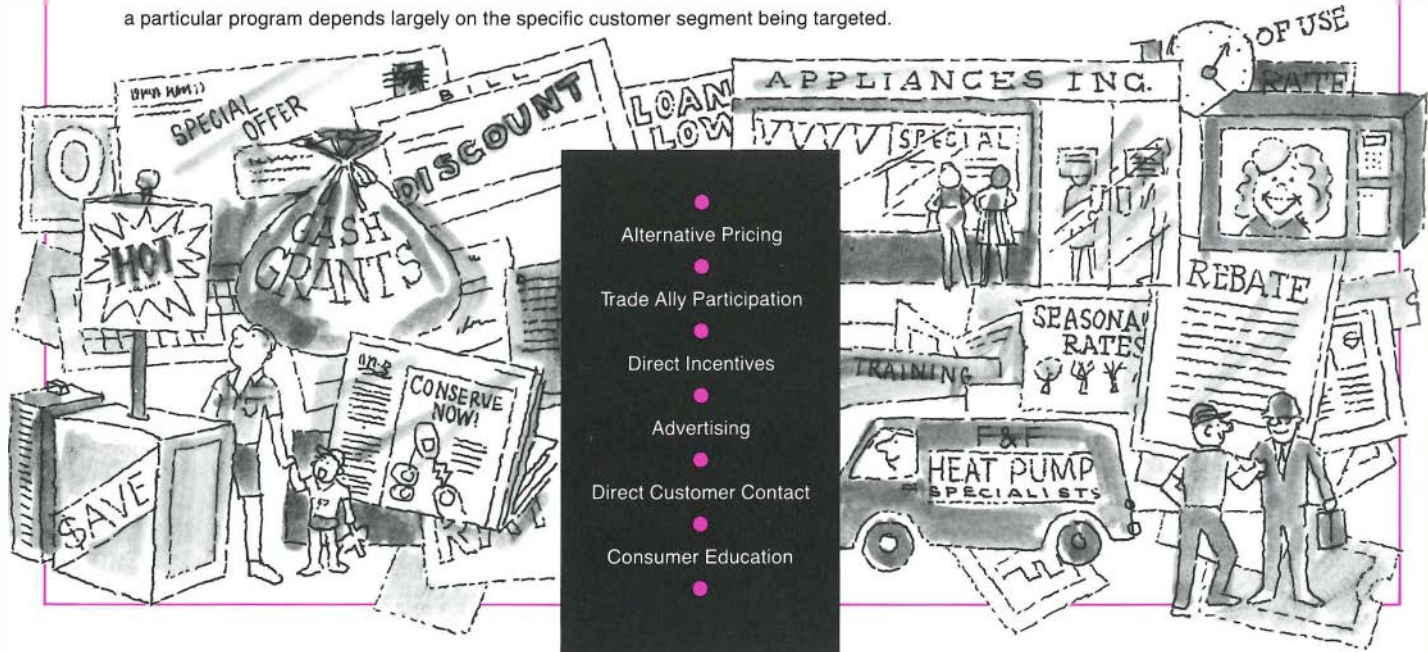 a particular program depends largely on the specific customer segment being targeted.
SPECIAL
OFFER
BILL
DISCOUNT
LOAN
LOW
APPLIANCES INC.
SPECIAL
OF USE
RATE
HOT
CASH
GRANTS
$AVE
CONSERVE
NOW!
Alternative Pricing
Trade Ally Participation
Direct Incentives
Advertising
Direct Customer Contact
Consumer Education
TRAINING
SEASONA
RATES
REBATE
F&F
HEAT PUMP
SPECIALISTS